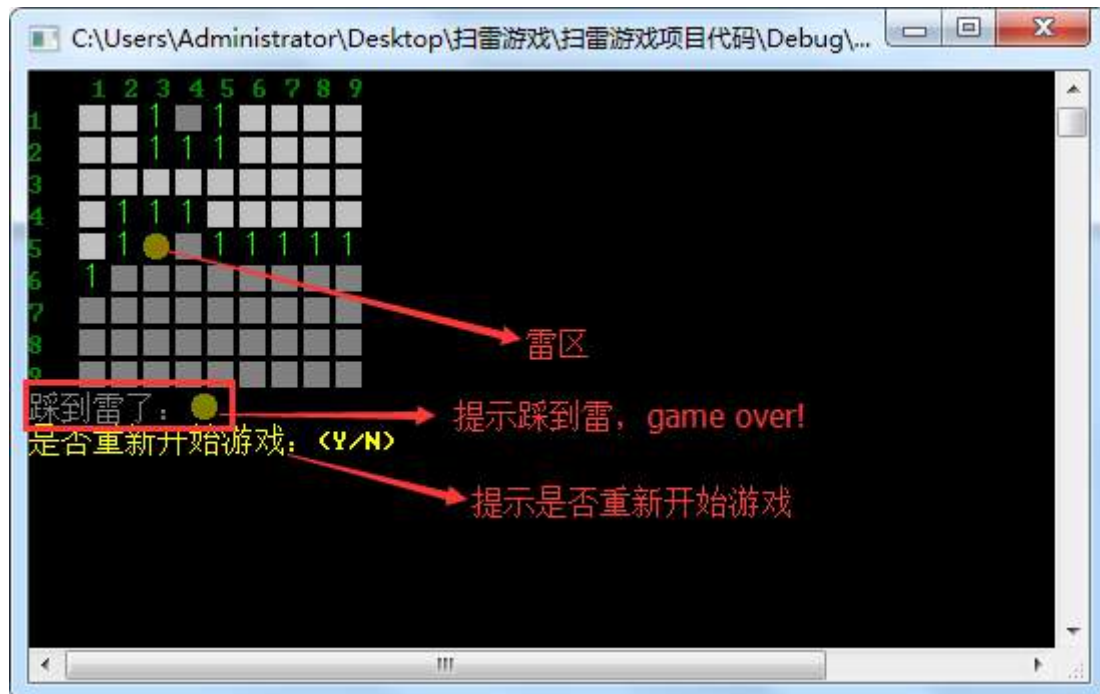 C:\Users\Administrator\Desktop\扫雷游戏\扫雷游戏项目代码\Debug\...
1 2 3 4 5 6 7 8 9
1 1 1
2 1 1 1
3
4 1 1 1
5 1 1 1 1 1 1
6 1
7
8
9
雷区
踩到雷了：
提示踩到雷，game over!
是否重新开始游戏：(Y/N)
提示是否重新开始游戏